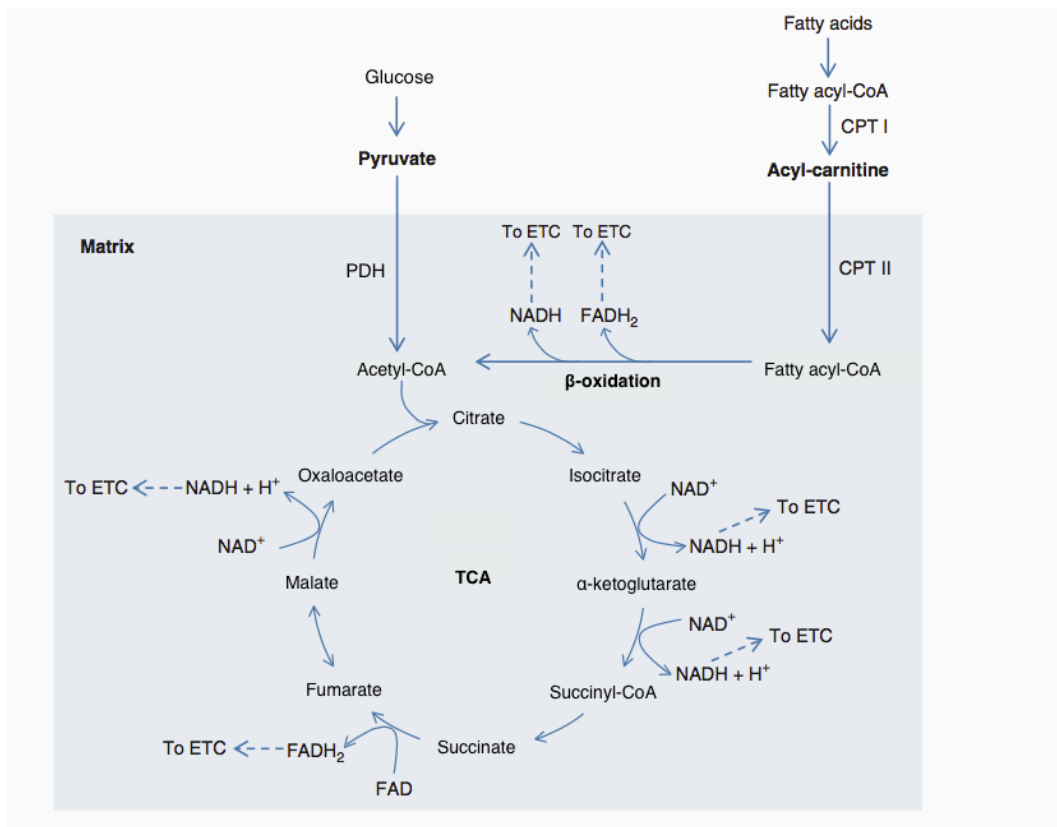 Fatty acids
Glucose
Fatty acyl-CoA
CPT I
Pyruvate
Acyl-carnitine
Matrix
To ETC To ETC
PDH
CPT II
NADH FADH₂
Acetyl-CoA
β-oxidation
Fatty acyl-CoA
Citrate
Oxaloacetate
Isocitrate
To ETC
NADH + H⁺
NAD⁺
To ETC
NAD⁺
NADH + H⁺
Malate
TCA
α-ketoglutarate
NAD⁺
To ETC
NADH + H⁺
Fumarate
Succinyl-CoA
To ETC
FADH₂
Succinate
FAD